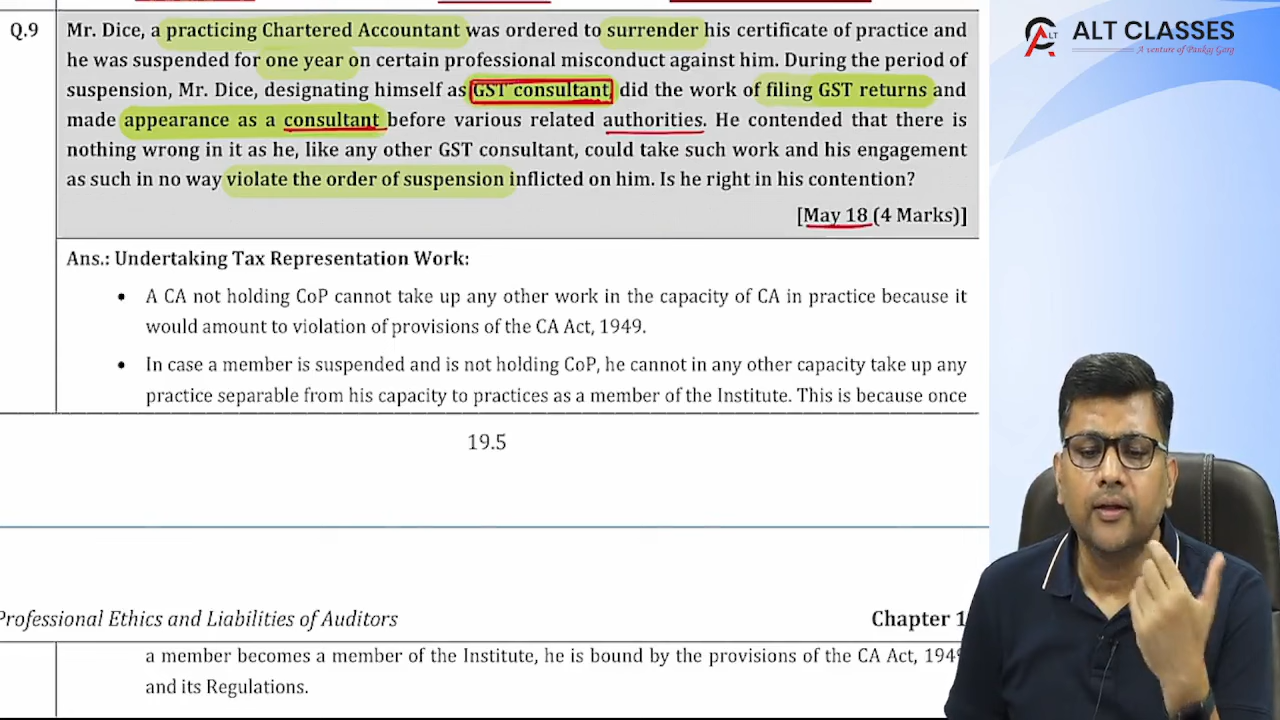 Q.9
Mr. Dice, a practicing Chartered Accountant was ordered to surrender his certificate of practice and
he was suspended for one year on certain professional misconduct against him. During the period of
suspension, Mr. Dice, designating himself as GST consultant, did the work of filing GST returns and
made appearance as a consultant before various related authorities. He contended that there is
nothing wrong in it as he, like any other GST consultant, could take such work and his engagement
as such in no way violate the order of suspension inflicted on him. Is he right in his contention?
[May 18 (4 Marks)]
Ans.: Undertaking Tax Representation Work:
• A CA not holding CoP cannot take up any other work in the capacity of CA in practice because it
would amount to violation of provisions of the CA Act, 1949.
• In case a member is suspended and is not holding CoP, he cannot in any other capacity take up any
practice separable from his capacity to practices as a member of the Institute. This is because once
19.5
Professional Ethics and Liabilities of Auditors
Chapter 1
a member becomes a member of the Institute, he is bound by the provisions of the CA Act, 1949
and its Regulations.
ALT
ALT CLASSES
A venture of Pankaj Garg